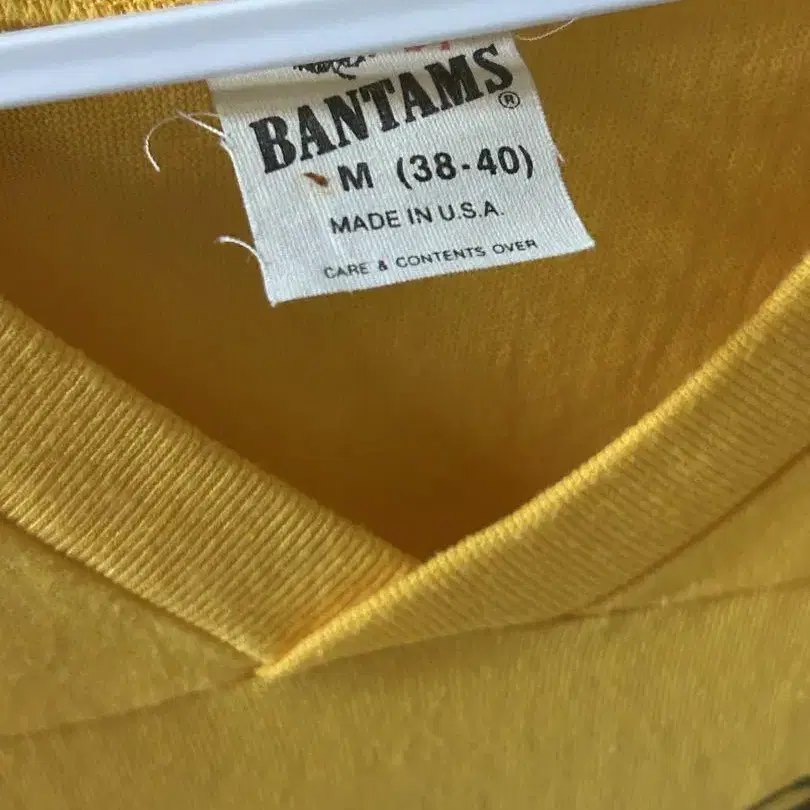 BANTAMS®
M (38-40)
MADE IN U.S.A.
CARE & CONTENTS OVER